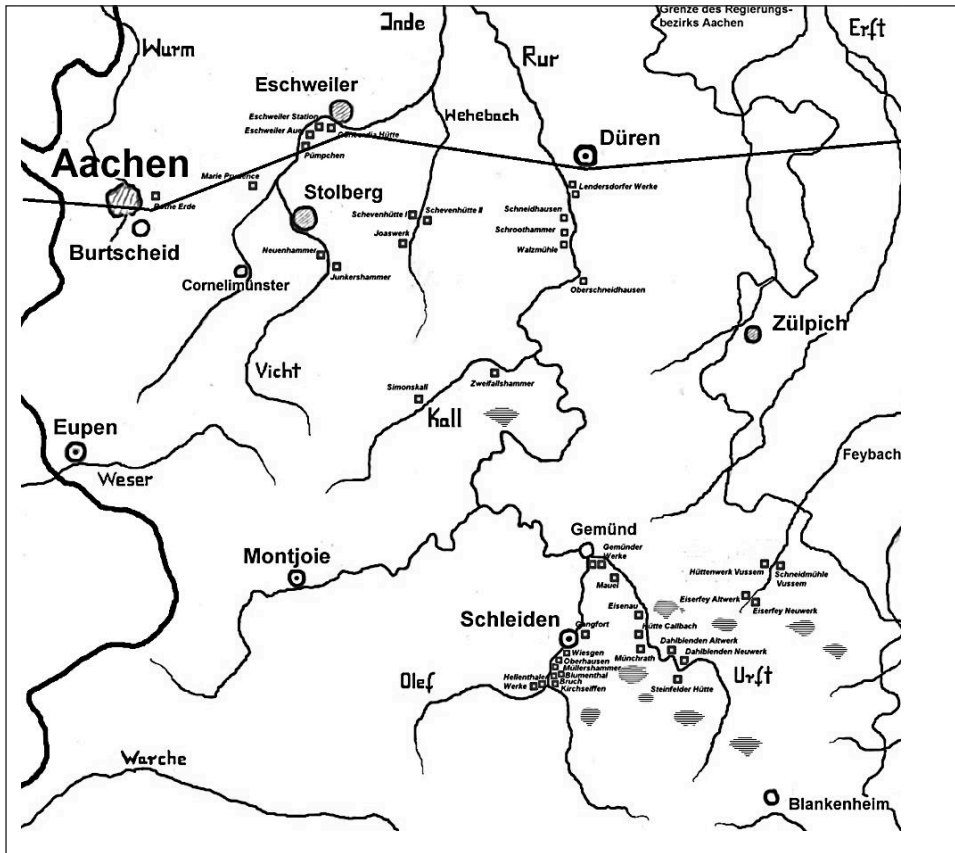 Grenze des Regierungs-
bezirks Aachen
Inde
Erft
Wurm
Rur
Eschweiler
Eschweiler Station
Wehebach
Eschweiler Aue
Concordia Hütte
Düren
Pümpchen
Aachen
Marie Prudence
Lendersdorfer Werke
Stolberg
Rothe Erde
Schevenhütte I
Schevenhütte II
Schneidhausen
Burtscheid
Schroothammer
Joaswerk
Walzmühle
Neuenhammer
Junkershammer
Cornelimünster
Oberschneidhausen
Zülpich
Vicht
Zweifallshammer
Simonskall
Kall
Eupen
Feybach
Weser
Gemünd
Gemünder
Werke
Montjoie
Hüttenwerk Vussem
Schneidmühle
Vussem
Mauel
Eiserfey Altwerk
Eiserfey Neuwerk
Eisenau
Schleiden
Gangfort
Hütte Callbach
Dahlblenden Altwerk
Wiesgen
Dahlblenden Neuwerk
Oberhausen
Münchrath
Müllershammer
Urft
Olef
Hellenthaler
Werke
Blumenthal
Bruch
Kirchseiffen
Steinfelder Hütte
Warche
Blankenheim